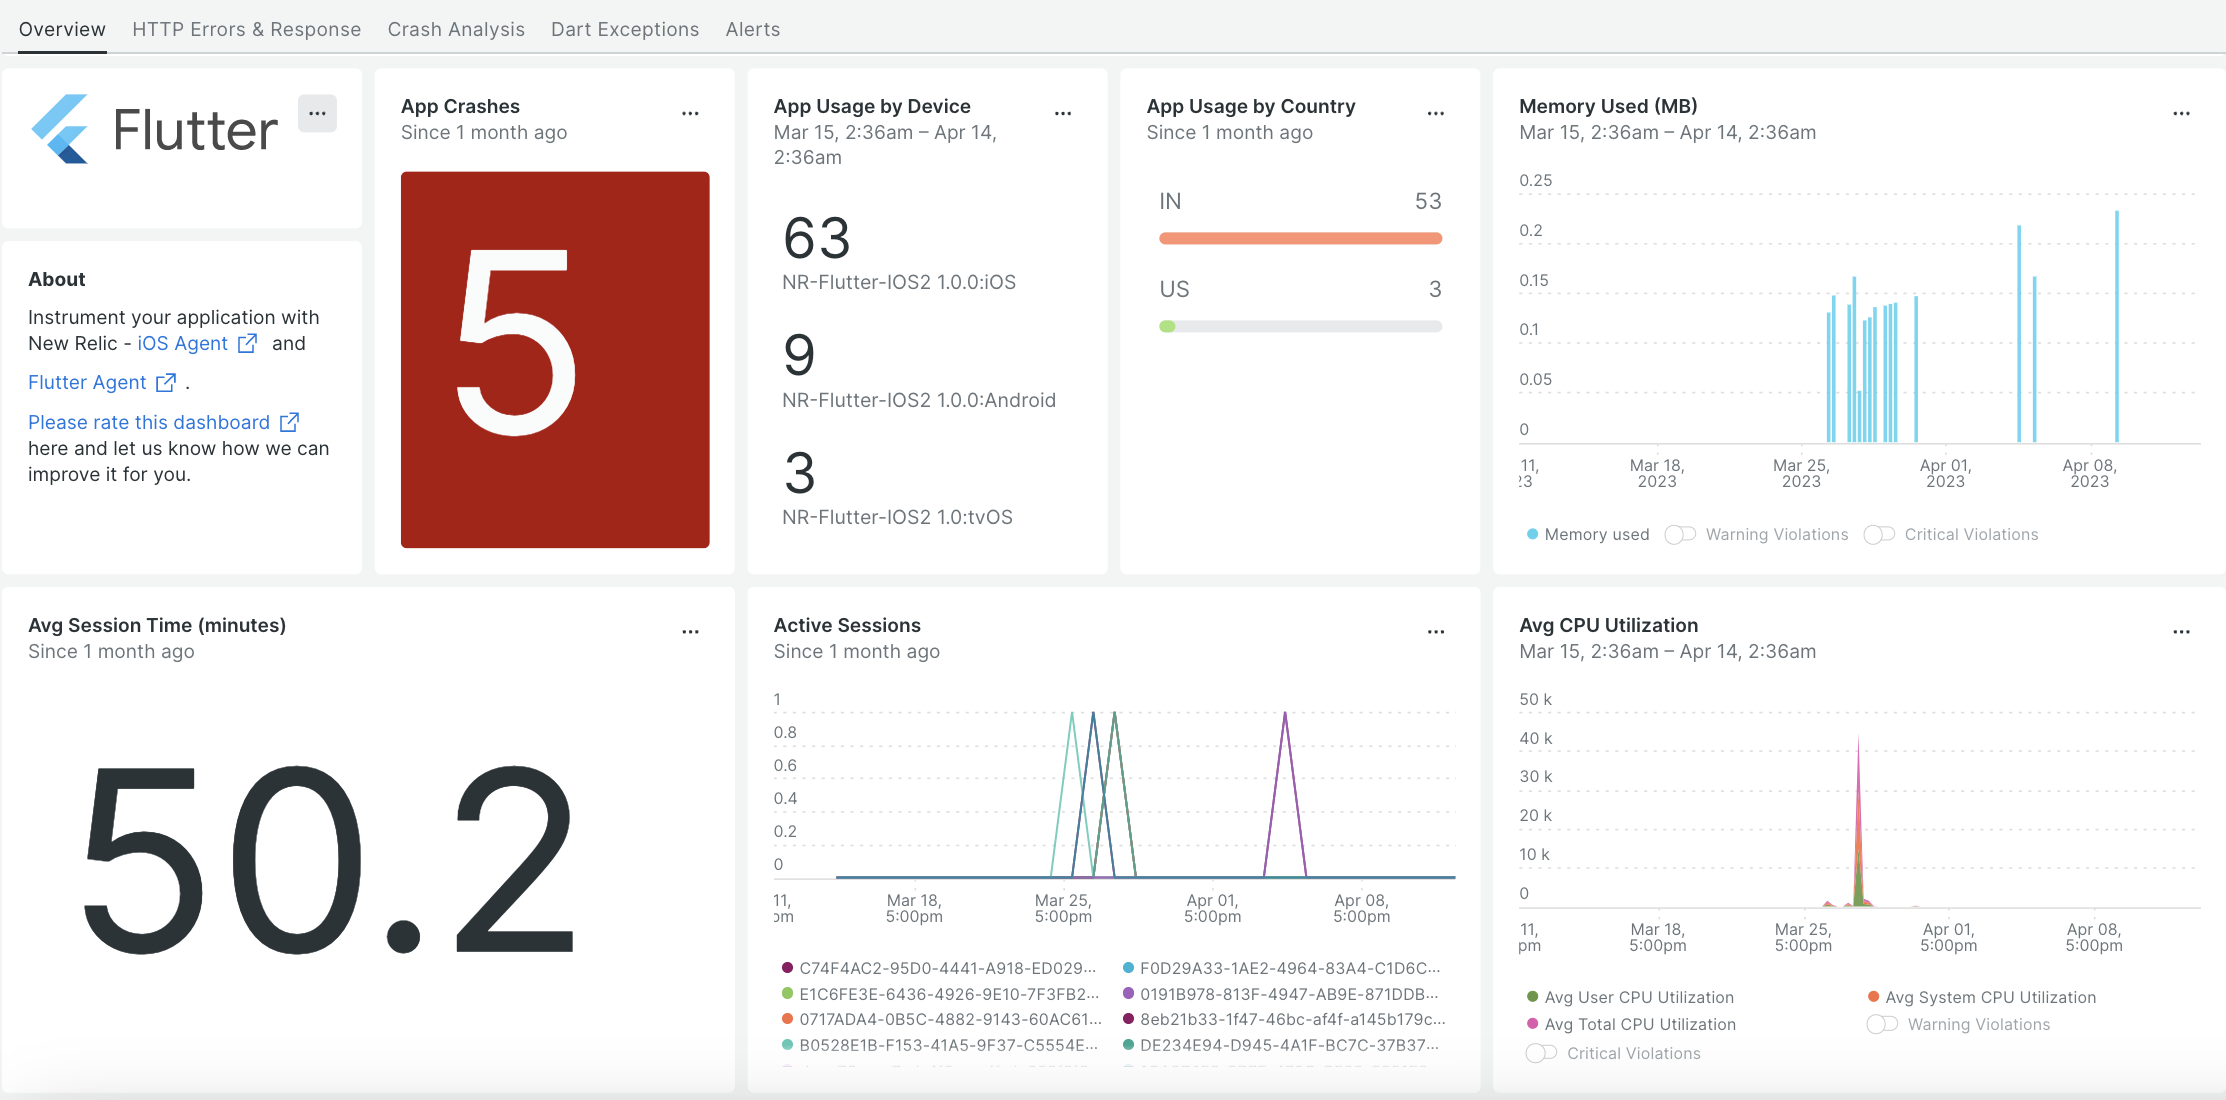 Overview HTTP Errors & Response Crash Analysis Dart Exceptions Alerts
Flutter
...
About
Instrument your application with
New Relic - iOS Agent and
Flutter Agent .
Please rate this dashboard
here and let us know how we can
improve it for you.
App Crashes
...
Since 1 month ago
5
App Usage by Device
...
Mar 15, 2:36am – Apr 14,
2:36am
63
NR-Flutter-IOS2 1.0.0:iOS
9
NR-Flutter-IOS2 1.0.0:Android
3
NR-Flutter-IOS2 1.0:tvOS
App Usage by Country
...
Since 1 month ago
IN 53
US 3
Memory Used (MB)
...
Mar 15, 2:36am – Apr 14, 2:36am
0.25
0.2
0.15
0.1
0.05
0
11, Mar 18, Mar 25, Apr 01, Apr 08,
23 2023 2023 2023 2023
Memory used Warning Violations Critical Violations
Avg Session Time (minutes)
...
Since 1 month ago
50.2
Active Sessions
...
Since 1 month ago
1
0.8
0.6
0.4
0.2
0
11, Mar 18, Mar 25, Apr 01, Apr 08,
pm 5:00pm 5:00pm 5:00pm 5:00pm
C74F4AC2-95D0-4441-A918-ED029... F0D29A33-1AE2-4964-83A4-C1D6C...
E1C6FE3E-6436-4926-9E10-7F3FB2... 0191B978-813F-4947-AB9E-871DDB...
0717ADA4-0B5C-4882-9143-60AC61... 8eb21b33-1f47-46bc-af4f-a145b179c...
B0528E1B-F153-41A5-9F37-C5554E... DE234E94-D945-4A1F-BC7C-37B37...
Avg CPU Utilization
...
Mar 15, 2:36am – Apr 14, 2:36am
50 k
40 k
30 k
20 k
10 k
0
11, Mar 18, Mar 25, Apr 01, Apr 08,
pm 5:00pm 5:00pm 5:00pm 5:00pm
Avg User CPU Utilization Avg System CPU Utilization
Avg Total CPU Utilization Warning Violations
Critical Violations